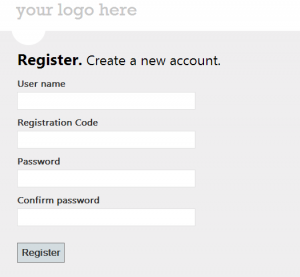 your logo here
Register. Create a new account.
User name
Registration Code
Password
Confirm password
Register